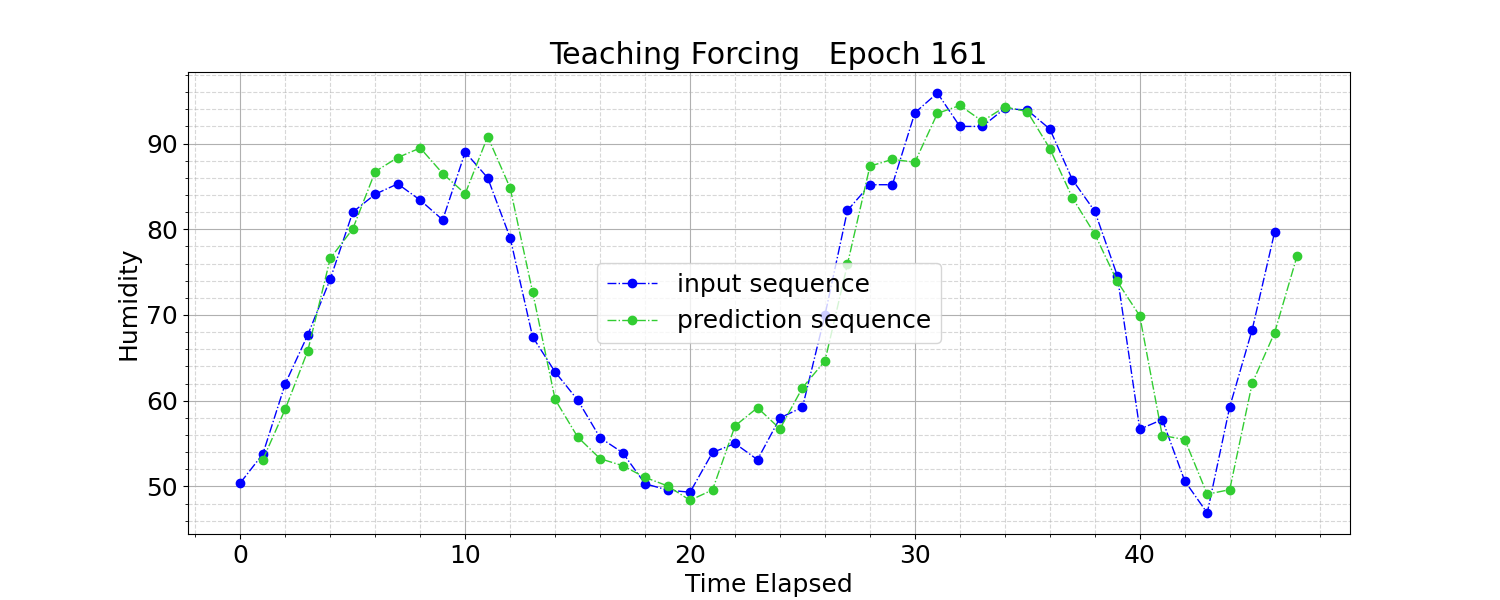 Teaching Forcing   Epoch 161
Humidity
90
80
70
60
50
input sequence
prediction sequence
0 10 20 30 40
Time Elapsed